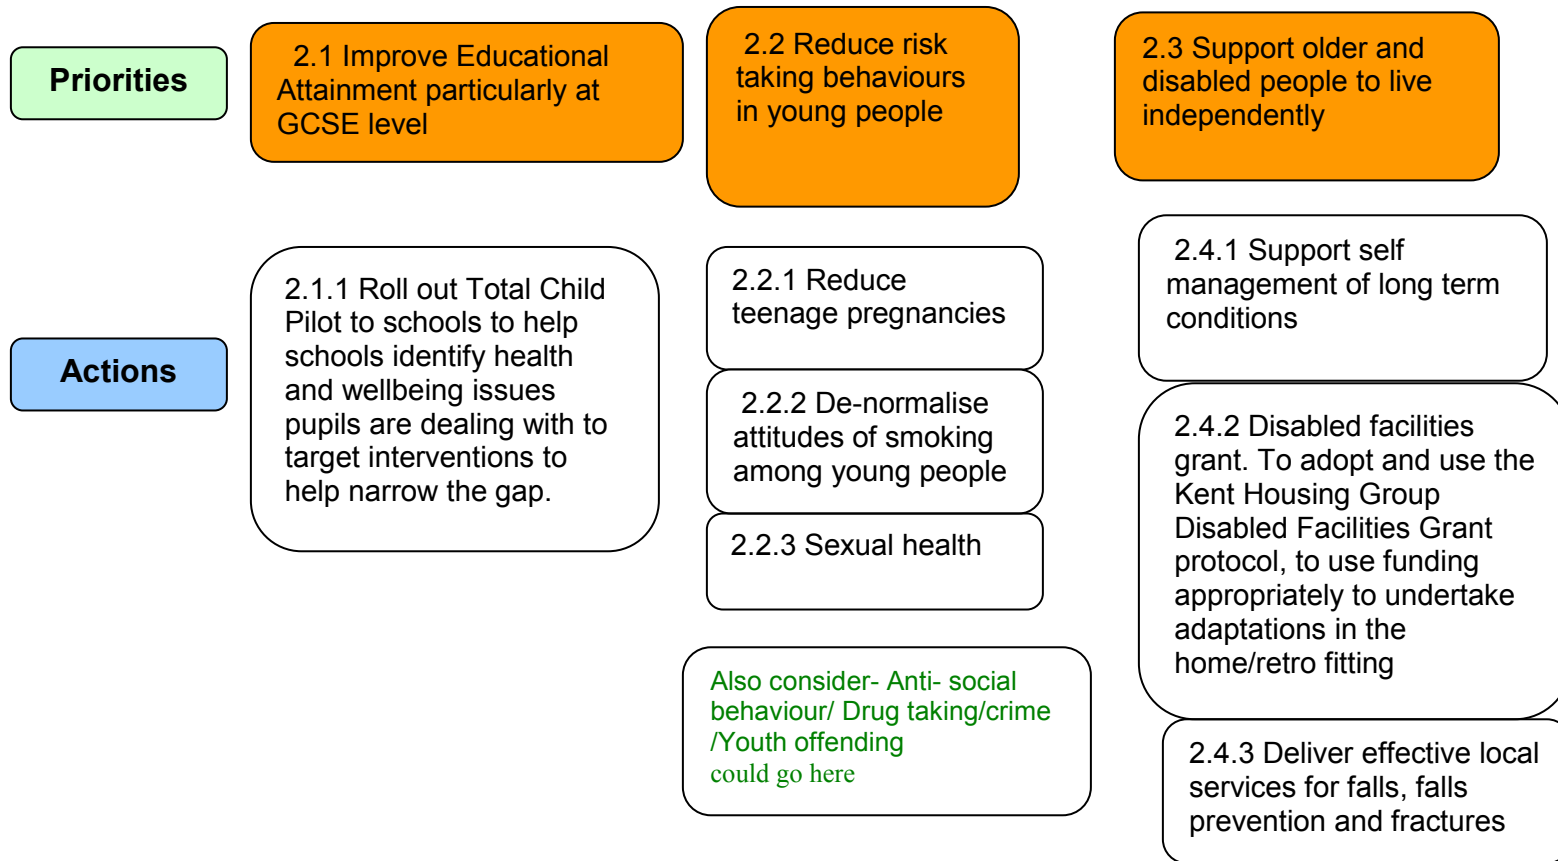 Priorities
2.1 Improve Educational
Attainment particularly at
GCSE level
2.2 Reduce risk
taking behaviours
in young people
2.3 Support older and
disabled people to live
independently
Actions
2.1.1 Roll out Total Child
Pilot to schools to help
schools identify health
and wellbeing issues
pupils are dealing with to
target interventions to
help narrow the gap.
2.2.1 Reduce
teenage pregnancies
2.2.2 De-normalise
attitudes of smoking
among young people
2.2.3 Sexual health
Also consider- Anti- social
behaviour/ Drug taking/crime
/Youth offending
could go here
2.4.1 Support self
management of long term
conditions
2.4.2 Disabled facilities
grant. To adopt and use the
Kent Housing Group
Disabled Facilities Grant
protocol, to use funding
appropriately to undertake
adaptations in the
home/retro fitting
2.4.3 Deliver effective local
services for falls, falls
prevention and fractures